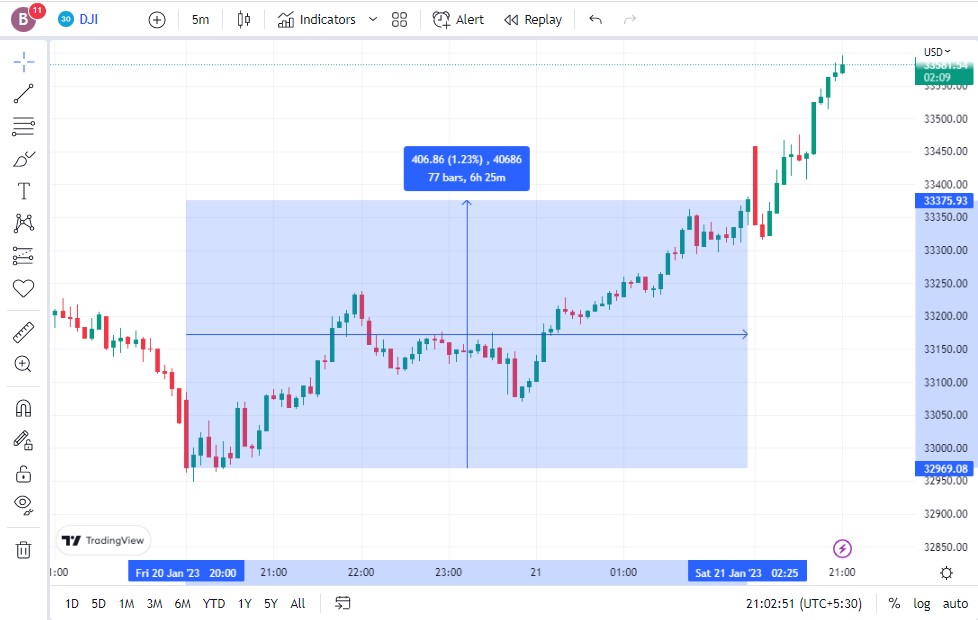 B 11 30 DJI 5m Indicators Alert Replay
USD
02:09
33550.00
33500.00
406.86 (1.23%) , 40686
77 bars, 6h 25m
33450.00
33400.00
33375.93
33350.00
33300.00
33250.00
33200.00
33150.00
33100.00
33050.00
33000.00
32969.08
32950.00
32900.00
TradingView
32850.00
1:00 Fri 20 Jan '23 20:00 21:00 22:00 23:00 21 01:00 Sat 21 Jan '23 02:25 21:00
1D 5D 1M 3M 6M YTD 1Y 5Y All 21:02:51 (UTC+5:30) % log auto